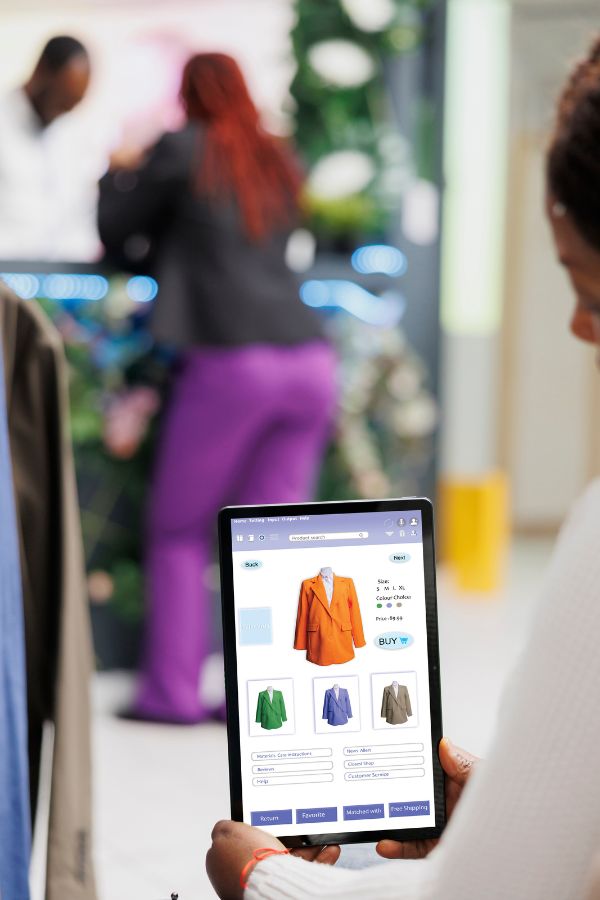 Product search
Back
Next
Size:
S M L XL
Colour Choice:
BUY
Materials Care Instructions
Reviews
Help
News Allert
Closest Shop
Customer Service
Return
Favorite
Matched with
Free Shipping